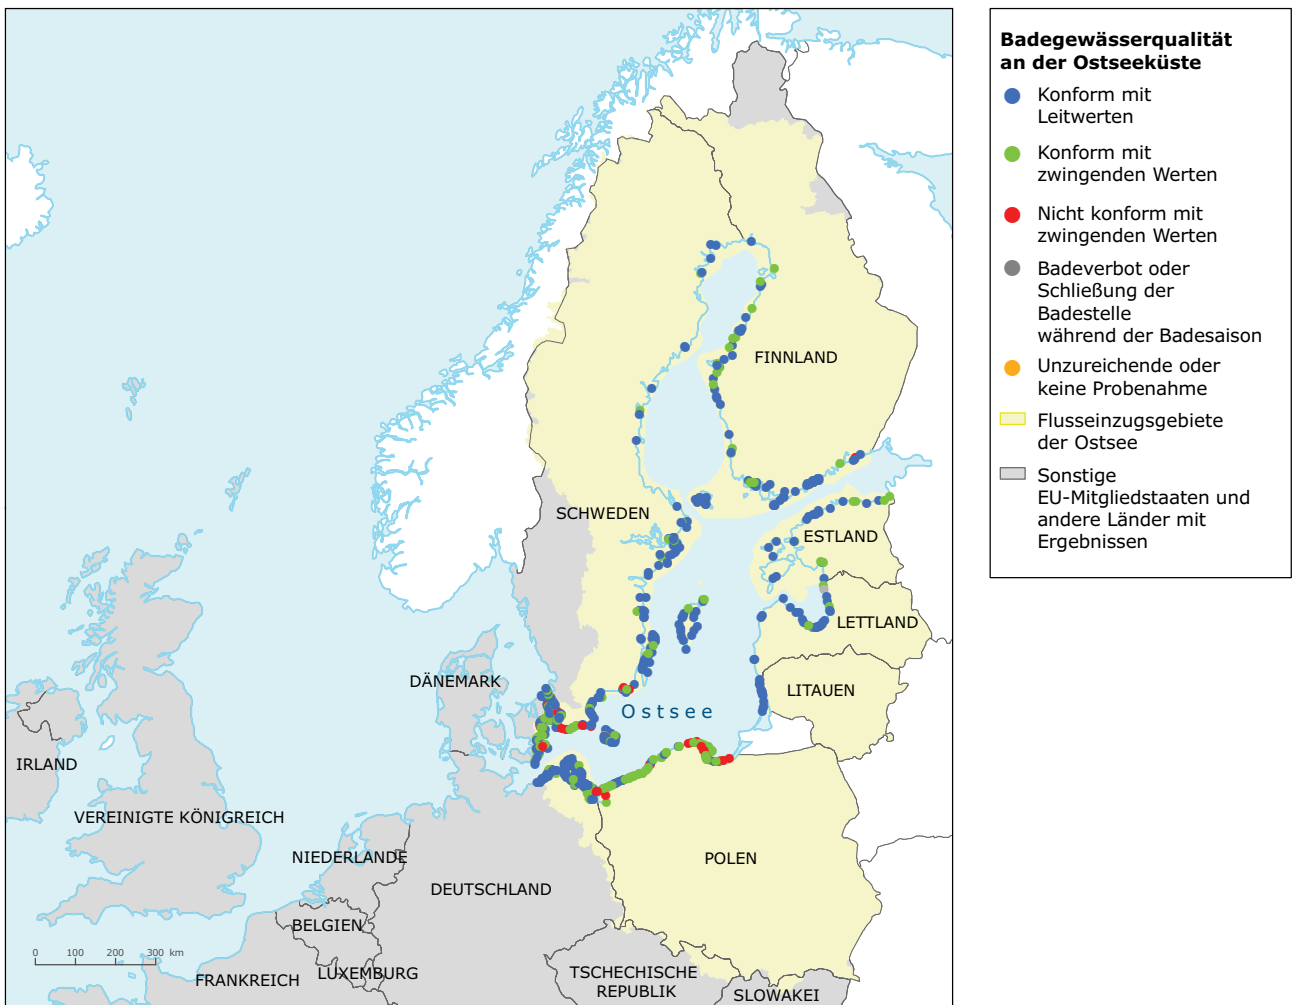 Badegewässerqualität
an der Ostseeküste
Konform mit
Leitwerten
Konform mit
zwingenden Werten
Nicht konform mit
zwingenden Werten
Badeverbot oder
Schließung der
Badestelle
während der Badesaison
Unzureichende oder
keine Probenahme
Flusseinzugsgebiete
der Ostsee
Sonstige
EU-Mitgliedstaaten und
andere Länder mit
Ergebnissen
FINNLAND
SCHWEDEN
ESTLAND
LETTLAND
DÄNEMARK
LITAUEN
Ostsee
IRLAND
VEREINIGTE KÖNIGREICH
NIEDERLANDE
POLEN
DEUTSCHLAND
BELGIEN
LUXEMBURG
FRANKREICH
TSCHECHISCHE
REPUBLIK
SLOWAKEI
0 100 200 300 km